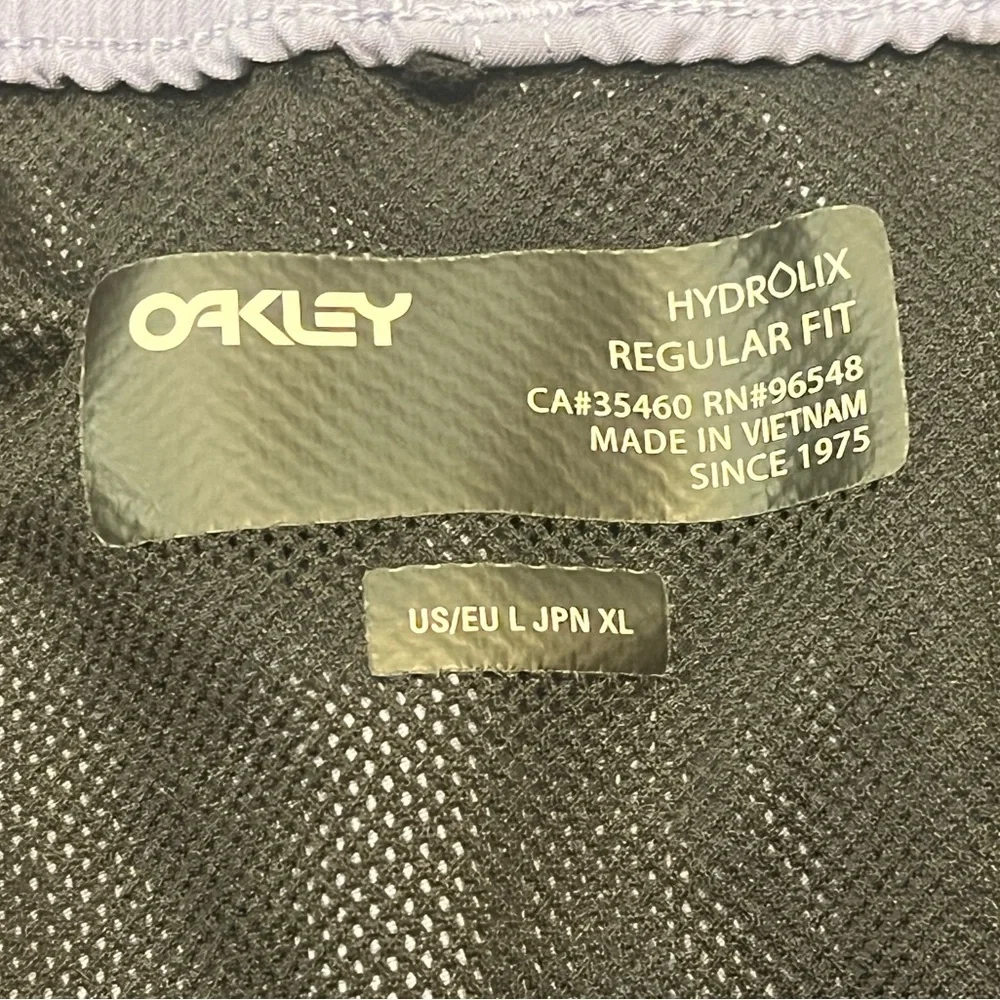 OAKLEY
HYDROLIX
REGULAR FIT
CA#35460 RN#96548
MADE IN VIETNAM
SINCE 1975
US/EU L JPN XL